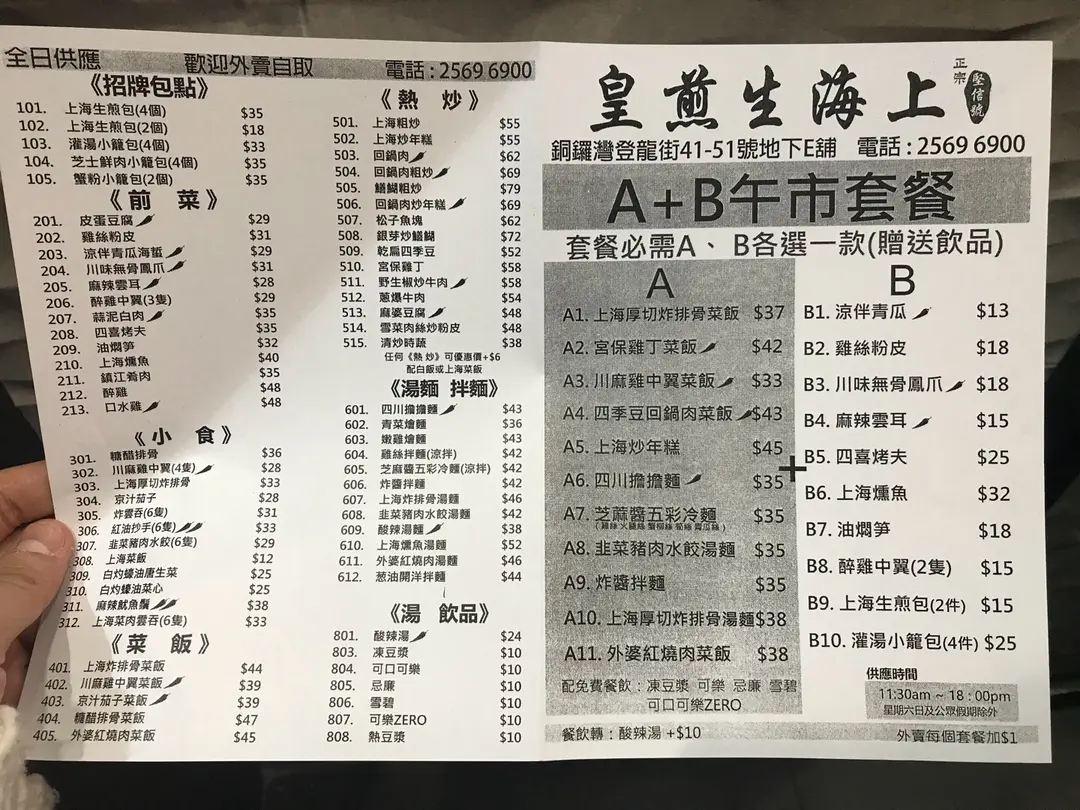 全日供應 歡迎外賣自取 電話 : 2569 6900
《招牌包點》
101. 上海生煎包(4個) $35
102. 上海生煎包(2個) $18
103. 灌湯小籠包(4個) $33
104. 芝士鮮肉小籠包(4個) $35
105. 蟹粉小籠包(2個) $35
《前 菜》
201. 皮蛋豆腐 $29
202. 雞絲粉皮 $31
203. 涼伴青瓜海蜇 $29
204. 川味無骨鳳爪 $31
205. 麻辣雲耳 $28
206. 醉雞中翼(3隻) $29
207. 蒜泥白肉 $35
208. 四喜烤夫 $35
209. 油燜笋 $32
210. 上海燻魚 $40
211. 鎮江肴肉 $35
212. 醉雞 $48
213. 口水雞 $48
《小 食》
301. 糖醋排骨 $36
302. 川麻雞中翼(4隻) $28
303. 上海厚切炸排骨 $33
304. 京汁茄子 $28
305. 炸雲吞(6隻) $31
306. 紅油抄手(6隻) $33
307. 韭菜豬肉水餃(6隻) $29
308. 上海菜飯 $12
309. 白灼蠔油唐生菜 $25
310. 白灼蠔油菜心 $25
311. 麻辣魷魚鬚 $38
312. 上海菜肉雲吞(6隻) $33
《菜 飯》
401. 上海炸排骨菜飯 $44
402. 川麻雞中翼菜飯 $39
403. 京汁茄子菜飯 $39
404. 糖醋排骨菜飯 $47
405. 外婆紅燒肉菜飯 $45
《熱 炒》
501. 上海粗炒 $55
502. 上海炒年糕 $55
503. 回鍋肉 $62
504. 回鍋肉粗炒 $69
505. 鱔糊粗炒 $79
506. 回鍋肉炒年糕 $69
507. 松子魚塊 $62
508. 銀芽炒鱔糊 $72
509. 乾扁四季豆 $52
510. 宮保雞丁 $58
511. 野生椒炒牛肉 $58
512. 蔥爆牛肉 $54
513. 麻婆豆腐 $48
514. 雪菜肉絲炒粉皮 $48
515. 清炒時蔬 $38
任何《熱 炒》可優惠價+$6
配白飯或上海菜飯
《湯麵 拌麵》
601. 四川擔擔麵 $43
602. 青菜燴麵 $36
603. 嫩雞燴麵 $43
604. 雞絲拌麵(涼拌) $42
605. 芝麻醬五彩冷麵(涼拌) $42
606. 炸醬拌麵 $42
607. 上海炸排骨湯麵 $46
608. 韭菜豬肉水餃湯麵 $42
609. 酸辣湯麵 $38
610. 上海燻魚湯麵 $52
611. 外婆紅燒肉湯麵 $46
612. 葱油開洋拌麵 $44
《湯 飲品》
801. 酸辣湯 $24
803. 凍豆漿 $10
804. 可口可樂 $10
805. 忌廉 $10
806. 雪碧 $10
807. 可樂ZERO $10
808. 熱豆漿 $10
皇煎生海上 正宗 堅信號
銅鑼灣登龍街41-51號地下E舖 電話 : 2569 6900
A+B午市套餐
套餐必需A、B各選一款(贈送飲品)
A
A1. 上海厚切炸排骨菜飯 $37
A2. 宮保雞丁菜飯 $42
A3. 川麻雞中翼菜飯 $33
A4. 四季豆回鍋肉菜飯 $43
A5. 上海炒年糕 $45
A6. 四川擔擔麵 $35
A7. 芝蔴醬五彩冷麵 $35
(雞絲 火腿絲 蟹柳絲 筍絲 青瓜絲)
A8. 韭菜豬肉水餃湯麵 $35
A9. 炸醬拌麵 $35
A10. 上海厚切炸排骨湯麵 $38
A11. 外婆紅燒肉菜飯 $38
+
B
B1. 涼伴青瓜 $13
B2. 雞絲粉皮 $18
B3. 川味無骨鳳爪 $18
B4. 麻辣雲耳 $15
B5. 四喜烤夫 $25
B6. 上海燻魚 $32
B7. 油燜笋 $18
B8. 醉雞中翼(2隻) $15
B9. 上海生煎包(2件) $15
B10. 灌湯小籠包(4件) $25
配免費餐飲 : 凍豆漿 可樂 忌廉 雪碧
可口可樂ZERO
供應時間
11:30am ~ 18 : 00pm
星期六日及公眾假期除外
餐飲轉 : 酸辣湯 +$10 外賣每個套餐加$1